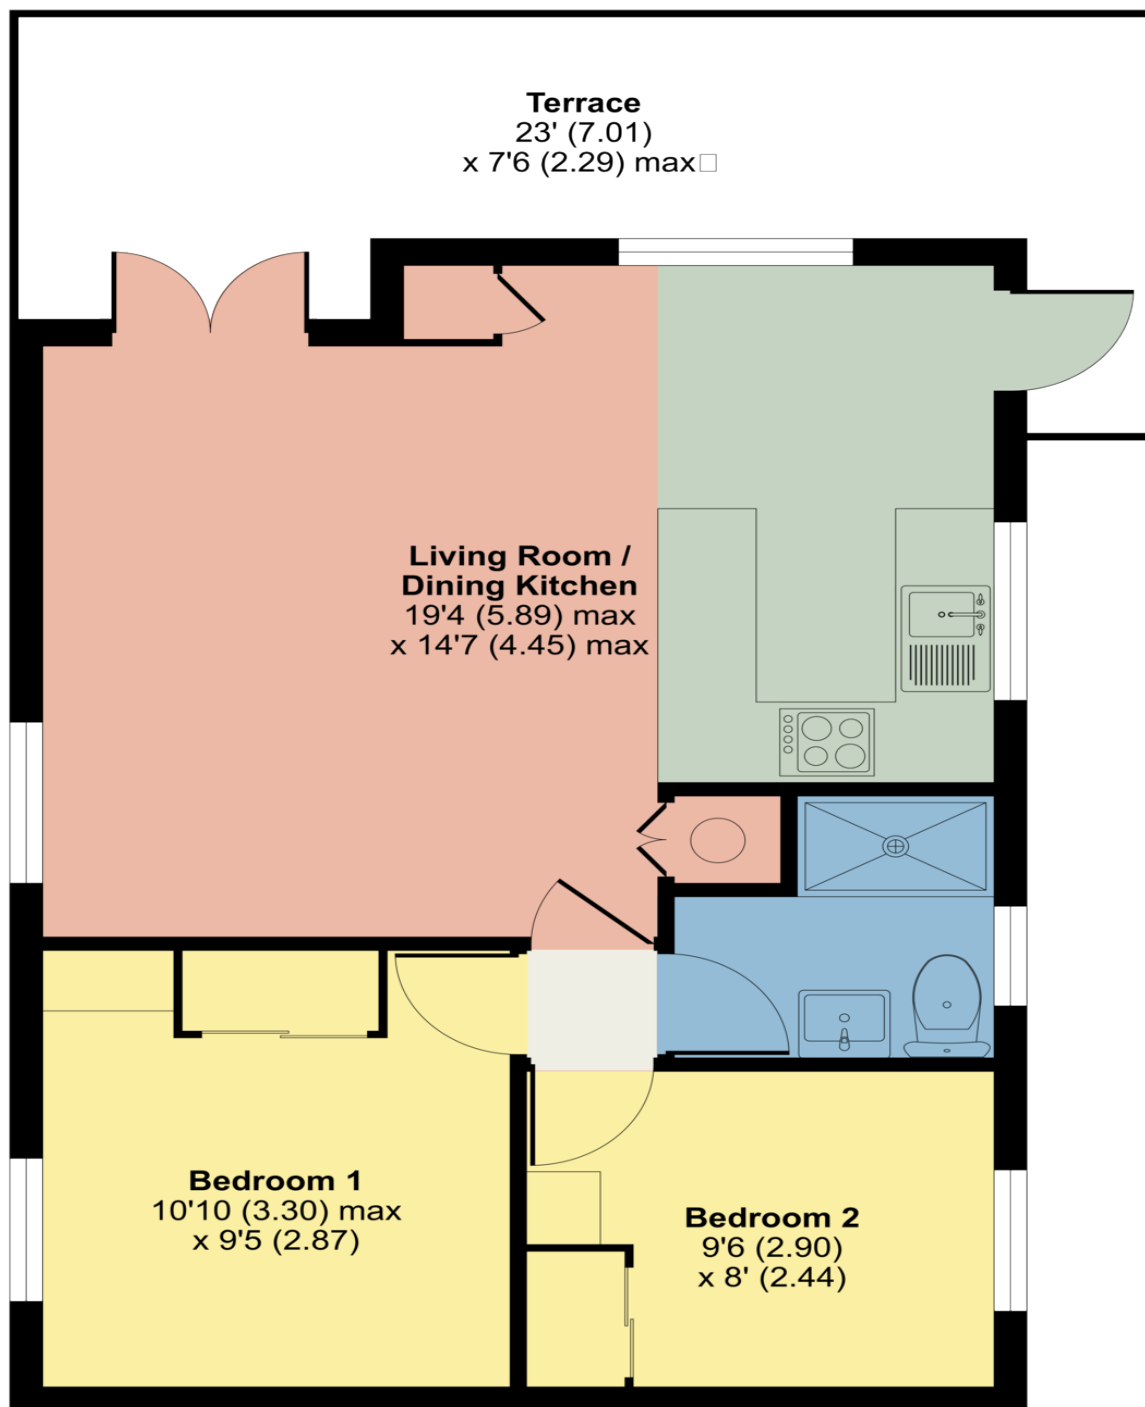 Terrace
23' (7.01)
x 7'6 (2.29) max□
Living Room /
Dining Kitchen
19'4 (5.89) max
x 14'7 (4.45) max
Bedroom 1
10'10 (3.30) max
x 9'5 (2.87)
Bedroom 2
9'6 (2.90)
x 8' (2.44)